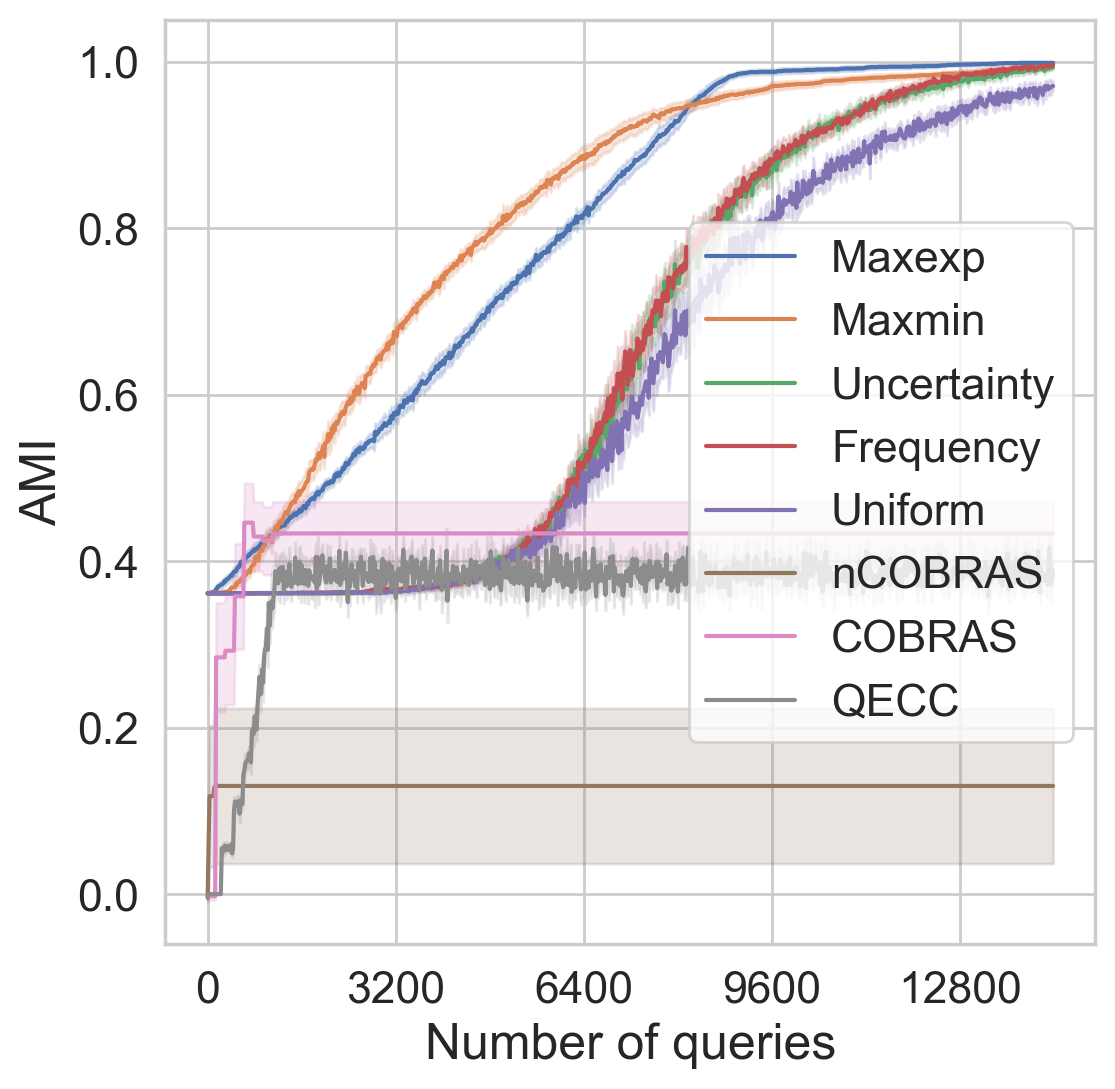 1.0
0.8
0.6
0.4
0.2
0.0
AMI
0
3200
6400
9600
12800
Number of queries
Maxexp
Maxmin
Uncertainty
Frequency
Uniform
nCOBRAS
COBRAS
QECC